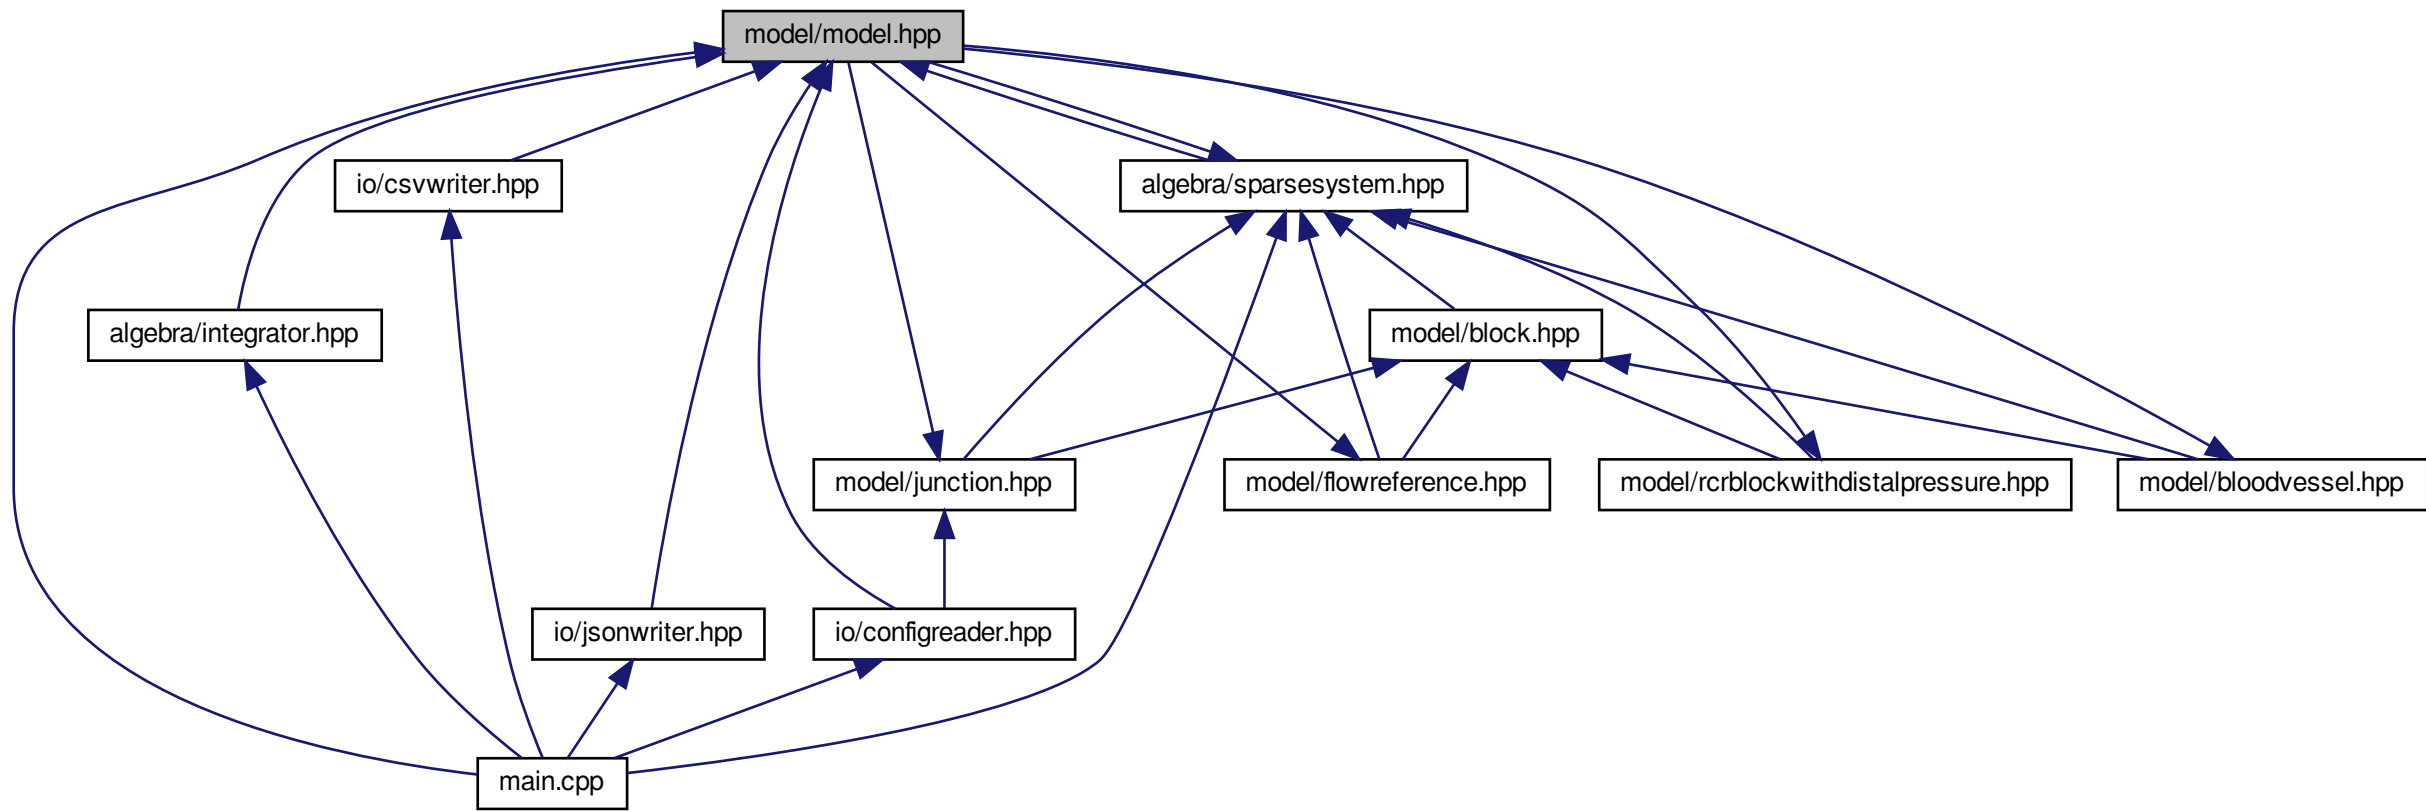 model/model.hpp
io/csvwriter.hpp
algebra/sparsesystem.hpp
algebra/integrator.hpp
model/block.hpp
model/junction.hpp
model/flowreference.hpp
model/rcrblockwithdistalpressure.hpp
model/bloodvessel.hpp
io/jsonwriter.hpp
io/configreader.hpp
main.cpp